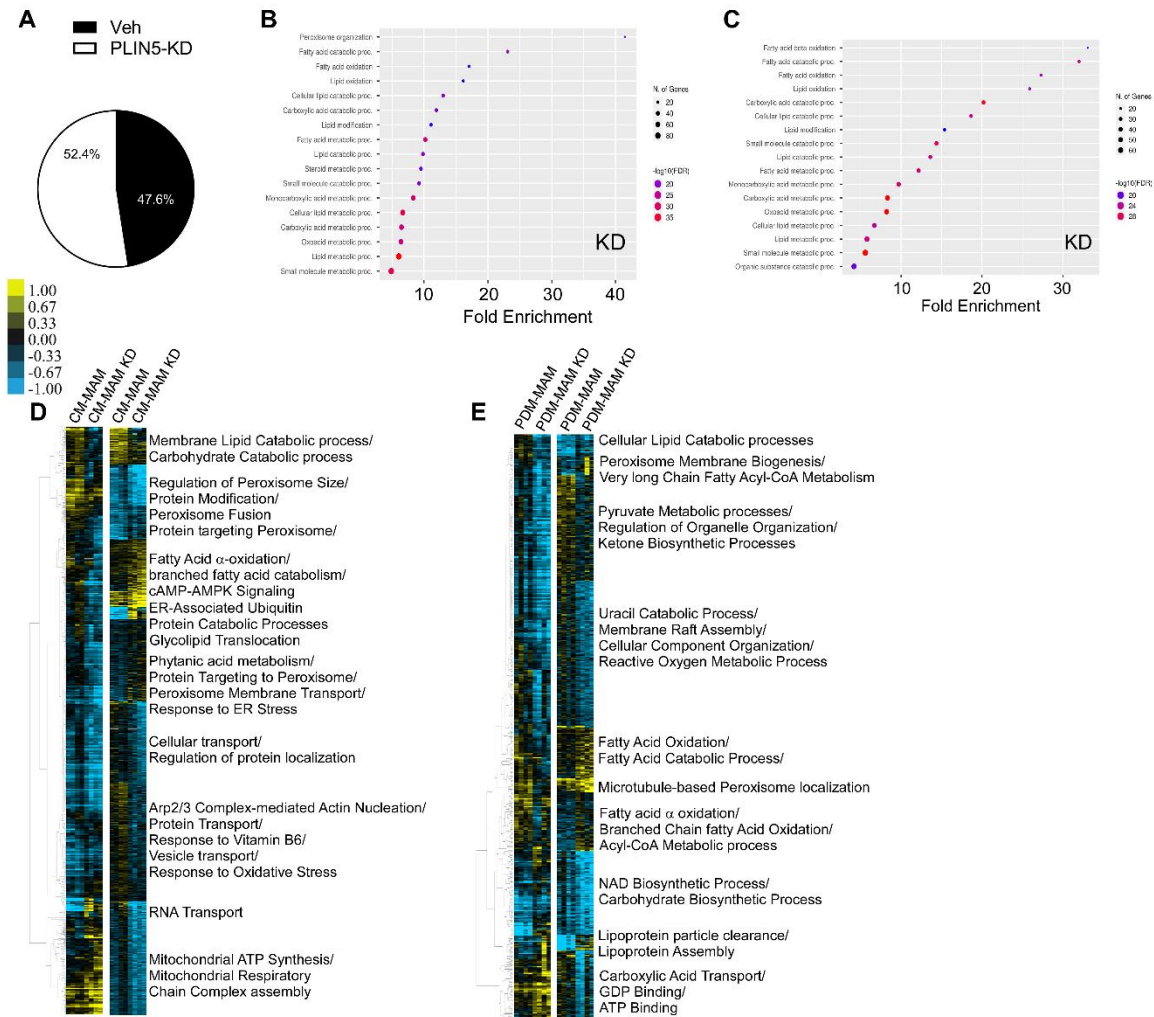 A
Veh
PLIN5-KD
52.4%
47.6%
B
Peroxisome organization
Fatty acid catabolic proc.
Fatty acid oxidation
Lipid oxidation
Cellular lipid catabolic proc.
Carboxylic acid catabolic proc.
Lipid modification
Fatty acid metabolic proc.
Lipid catabolic proc.
Steroid metabolic proc.
Small molecule catabolic proc.
Monocarboxylic acid metabolic proc.
Cellular lipid metabolic proc.
Carboxylic acid metabolic proc.
Oxoacid metabolic proc.
Lipid metabolic proc.
Small molecule metabolic proc.
KD
10
20
30
40
Fold Enrichment
N. of Genes
20
40
60
80
-log10(FDR)
20
25
30
35
C
Fatty acid beta oxidation
Fatty acid catabolic proc.
Fatty acid oxidation
Lipid oxidation
Carboxylic acid catabolic proc.
Cellular lipid catabolic proc.
Lipid modification
Small molecule catabolic proc.
Lipid catabolic proc.
Fatty acid metabolic proc.
Monocarboxylic acid metabolic proc.
Carboxylic acid metabolic proc.
Oxoacid metabolic proc.
Cellular lipid metabolic proc.
Lipid metabolic proc.
Small molecule metabolic proc.
Organic substance catabolic proc.
KD
10
20
30
Fold Enrichment
N. of Genes
20
30
40
50
60
-log10(FDR)
20
24
28
1.00
0.67
0.33
0.00
-0.33
-0.67
-1.00
D
CM-MAM
CM-MAM KD
CM-MAM
CM-MAM KD
Membrane Lipid Catabolic process/
Carbohydrate Catabolic process
Regulation of Peroxisome Size/
Protein Modification/
Peroxisome Fusion
Protein targeting Peroxisome/
Fatty Acid α-oxidation/
branched fatty acid catabolism/
cAMP-AMPK Signaling
ER-Associated Ubiquitin
Protein Catabolic Processes
Glycolipid Translocation
Phytanic acid metabolism/
Protein Targeting to Peroxisome/
Peroxisome Membrane Transport/
Response to ER Stress
Cellular transport/
Regulation of protein localization
Arp2/3 Complex-mediated Actin Nucleation/
Protein Transport/
Response to Vitamin B6/
Vesicle transport/
Response to Oxidative Stress
RNA Transport
Mitochondrial ATP Synthesis/
Mitochondrial Respiratory
Chain Complex assembly
E
PDM-MAM
PDM-MAM KD
PDM-MAM
PDM-MAM KD
Cellular Lipid Catabolic processes
Peroxisome Membrane Biogenesis/
Very long Chain Fatty Acyl-CoA Metabolism
Pyruvate Metabolic processes/
Regulation of Organelle Organization/
Ketone Biosynthetic Processes
Uracil Catabolic Process/
Membrane Raft Assembly/
Cellular Component Organization/
Reactive Oxygen Metabolic Process
Fatty Acid Oxidation/
Fatty Acid Catabolic Process/
Microtubule-based Peroxisome localization
Fatty acid α oxidation/
Branched Chain fatty Acid Oxidation/
Acyl-CoA Metabolic process
NAD Biosynthetic Process/
Carbohydrate Biosynthetic Process
Lipoprotein particle clearance/
Lipoprotein Assembly
Carboxylic Acid Transport/
GDP Binding/
ATP Binding